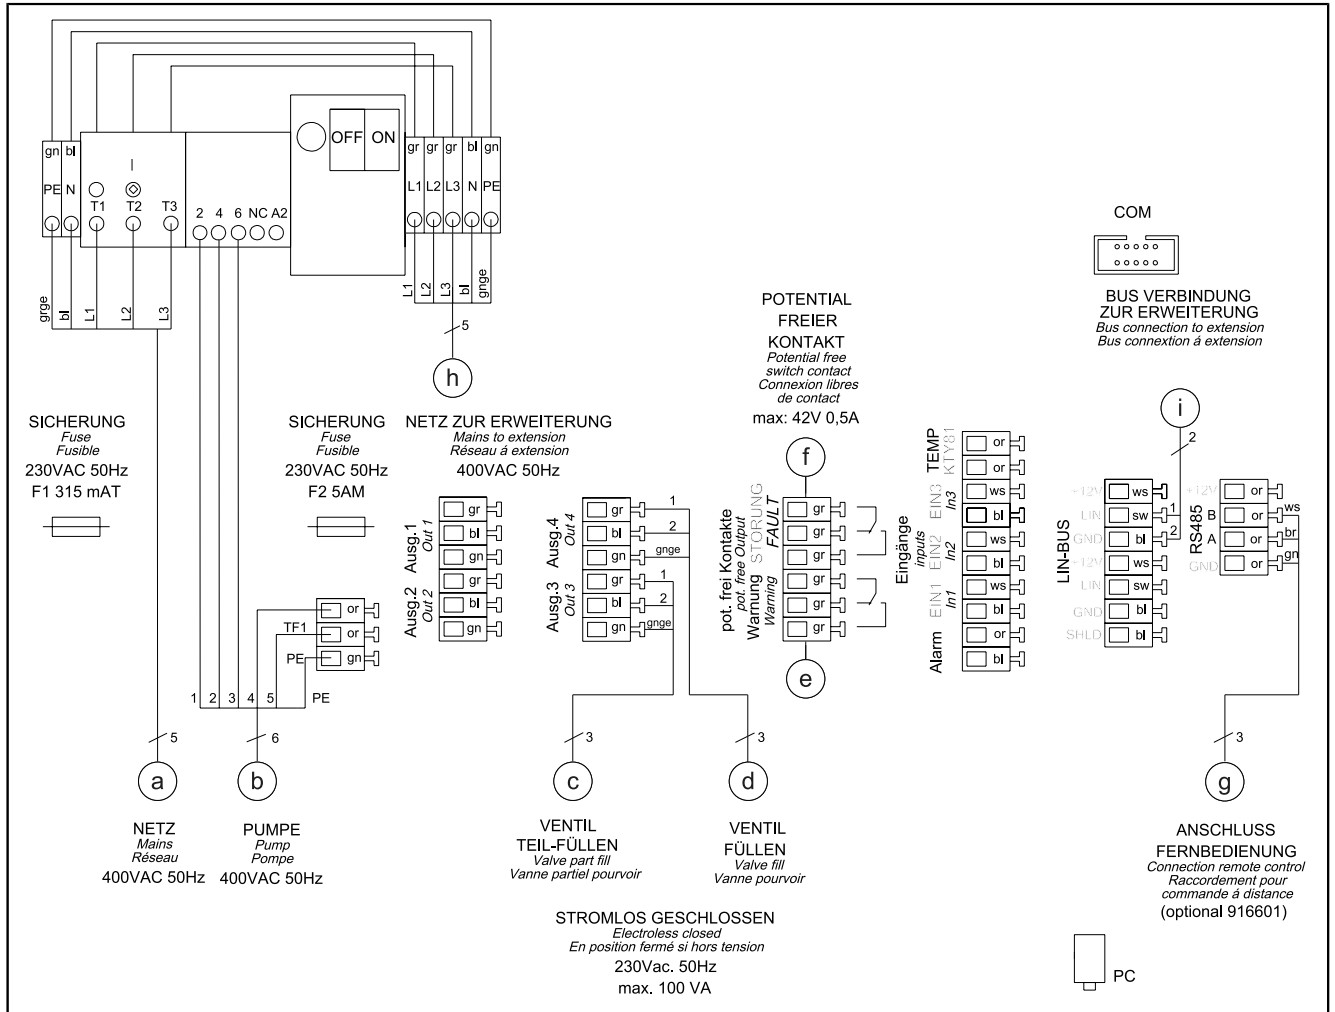 OFF ON
gn bl
gr gr gr bl gn
PE N
L1 L2 L3 N PE
T1 T2 T3
2 4 6 NC A2
grge bl L1 L2 L3
L1 L2 L3 bl gnge
5
h
NETZ ZUR ERWEITERUNG
Mains to extension
Réseau á extension
400VAC 50Hz
SICHERUNG
Fuse
Fusible
230VAC 50Hz
F1 315 mAT
SICHERUNG
Fuse
Fusible
230VAC 50Hz
F2 5AM
or
TF1 or
PE gn
1 2 3 4 5 PE
5
a
NETZ
Mains
Réseau
400VAC 50Hz
6
b
PUMPE
Pump
Pompe
400VAC 50Hz
Ausg.1
Out 1
gr
bl
gn
Ausg.2
Out 2
gr
bl
gn
Ausg.4
Out 4
gr 1
bl 2
gn gnge
Ausg.3
Out 3
gr 1
bl 2
gn gnge
3
c
VENTIL
TEIL-FÜLLEN
Valve part fill
Vanne partiel pourvoir
3
d
VENTIL
FÜLLEN
Valve fill
Vanne pourvoir
STROMLOS GESCHLOSSEN
Electroless closed
En position fermé si hors tension
230Vac. 50Hz
max. 100 VA
POTENTIAL
FREIER
KONTAKT
Potential free
switch contact
Connexion libres
de contact
max: 42V 0,5A
f
pot. frei Kontakte
pot. free Output
STÖRUNG
FAULT
gr
gr
gr
Warnung
Warning
gr
gr
gr
e
Eingänge
inputs
TEMP
KTY81
or
or
EIN3
In3
ws
bl
EIN2
In2
ws
bl
EIN1
In1
ws
bl
Alarm
or
bl
COM
BUS VERBINDUNG
ZUR ERWEITERUNG
Bus connection to extension
Bus connextion á extension
i
2
LIN-BUS
+12V ws
LIN sw 1
GND bl 2
+12V ws
LIN sw
GND bl
SHLD bl
RS485
+12V or ws
B or
A or br
GND or gn
3
g
ANSCHLUSS
FERNBEDIENUNG
Connection remote control
Raccordement pour
commande á distance
(optional 916601)
PC